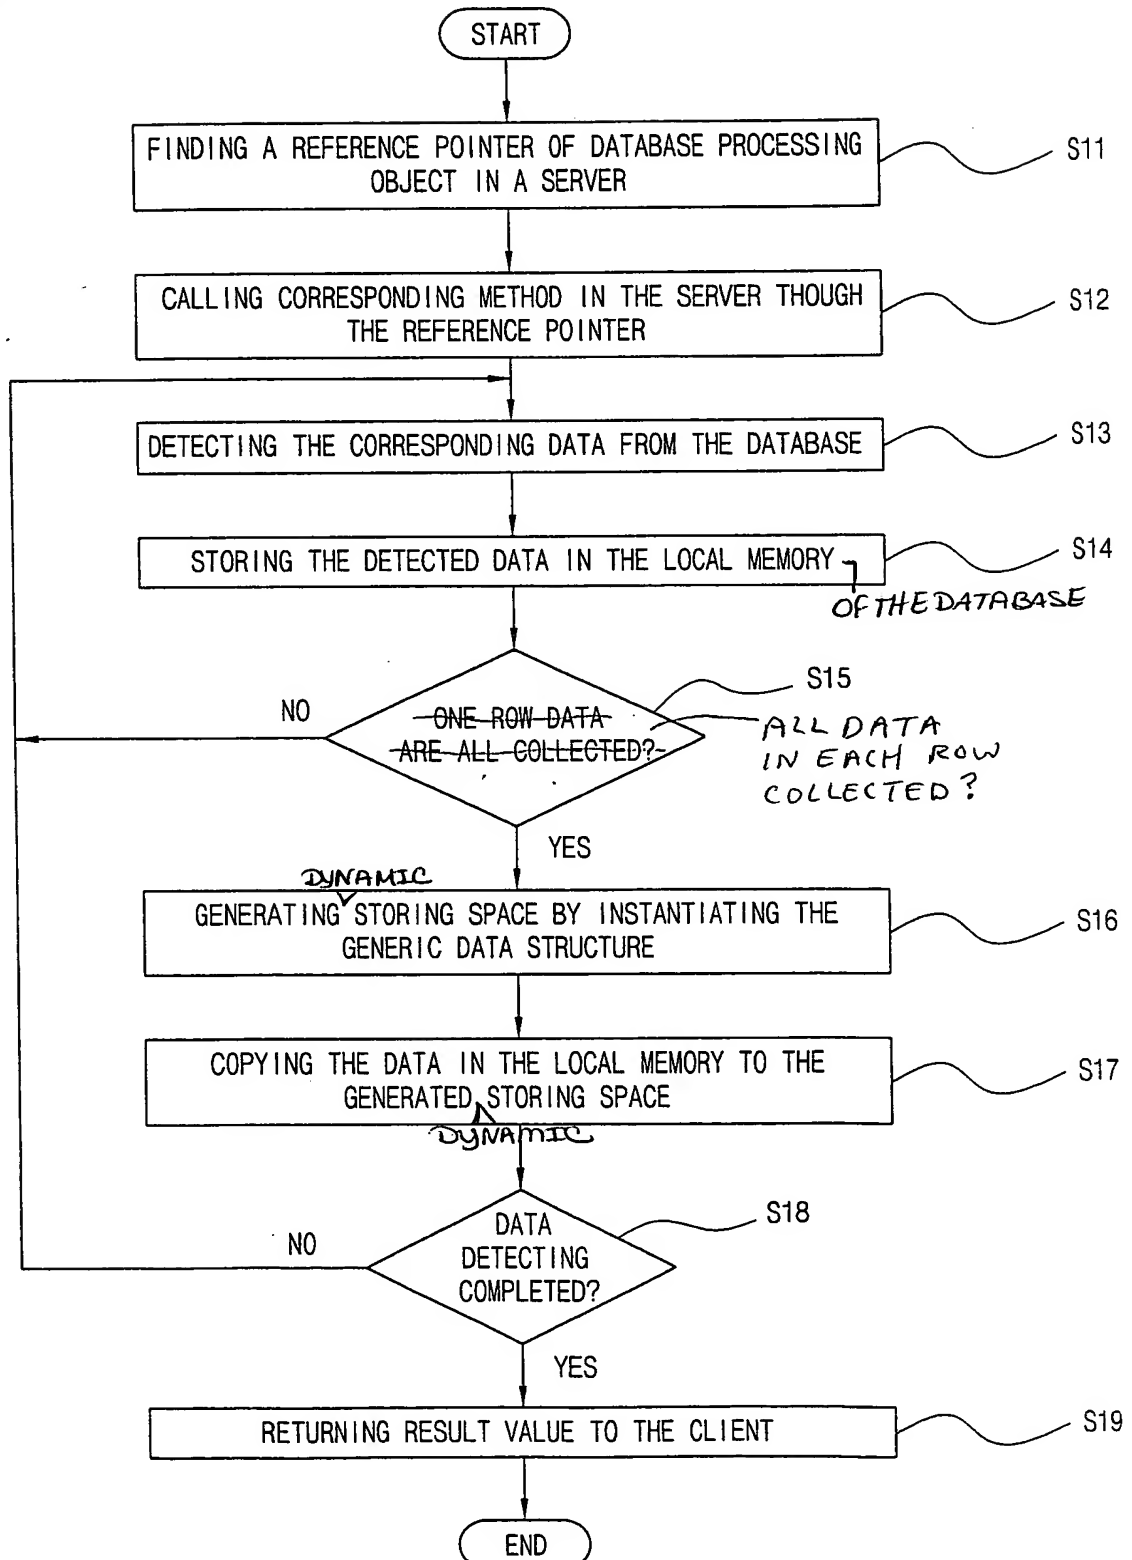 START
FINDING A REFERENCE POINTER OF DATABASE PROCESSING
OBJECT IN A SERVER
S11
CALLING CORRESPONDING METHOD IN THE SERVER THOUGH
THE REFERENCE POINTER
S12
DETECTING THE CORRESPONDING DATA FROM THE DATABASE
S13
STORING THE DETECTED DATA IN THE LOCAL MEMORY
S14
OF THE DATABASE
S15
NO
ONE ROW DATA
ARE ALL COLLECTED?
ALL DATA
IN EACH ROW
COLLECTED?
YES
DYNAMIC
GENERATING STORING SPACE BY INSTANTIATING THE
GENERIC DATA STRUCTURE
S16
COPYING THE DATA IN THE LOCAL MEMORY TO THE
GENERATED STORING SPACE
S17
DYNAMIC
S18
NO
DATA
DETECTING
COMPLETED?
YES
RETURNING RESULT VALUE TO THE CLIENT
S19
END